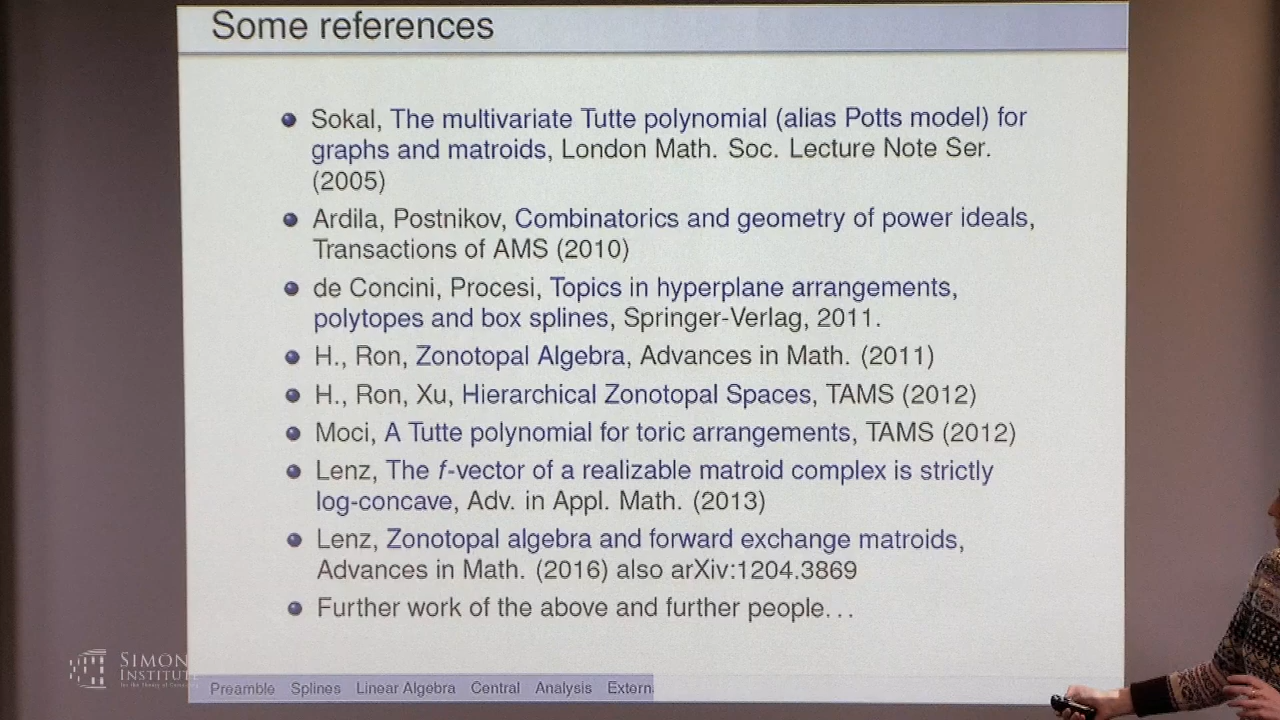 Some references
Sokal, The multivariate Tutte polynomial (alias Potts model) for
graphs and matroids, London Math. Soc. Lecture Note Ser.
(2005)
Ardila, Postnikov, Combinatorics and geometry of power ideals,
Transactions of AMS (2010)
de Concini, Procesi, Topics in hyperplane arrangements,
polytopes and box splines, Springer-Verlag, 2011.
H., Ron, Zonotopal Algebra, Advances in Math. (2011)
H., Ron, Xu, Hierarchical Zonotopal Spaces, TAMS (2012)
Moci, A Tutte polynomial for toric arrangements, TAMS (2012)
Lenz, The f-vector of a realizable matroid complex is strictly
log-concave, Adv. in Appl. Math. (2013)
Lenz, Zonotopal algebra and forward exchange matroids,
Advances in Math. (2016) also arXiv:1204.3869
Further work of the above and further people...
SIMON
INSTITUTE
Preamble Splines Linear Algebra Central Analysis Extern